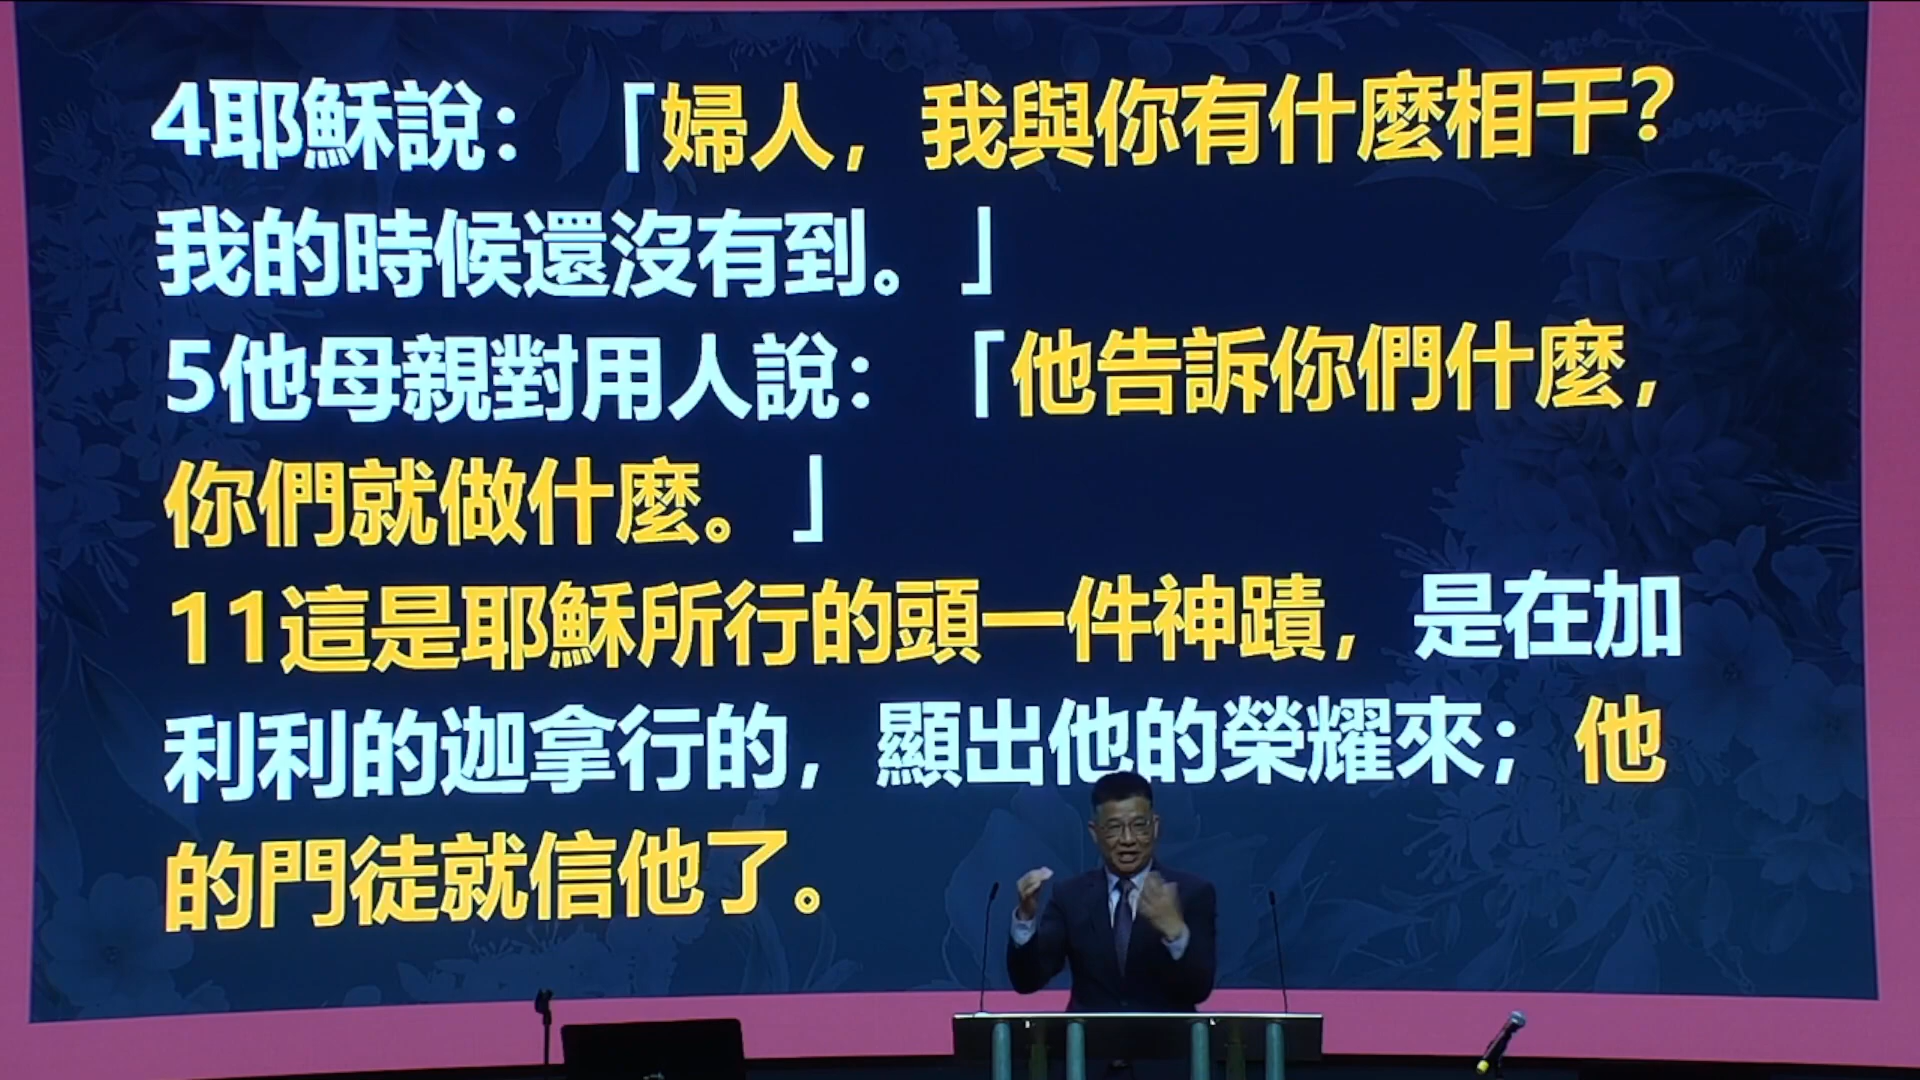 4耶穌說：「婦人，我與你有什麼相干？
我的時候還沒有到。」
5他母親對用人說：「他告訴你們什麼，
你們就做什麼。」
11這是耶穌所行的頭一件神蹟，是在加
利利的迦拿行的，顯出他的榮耀來；他
的門徒就信他了。